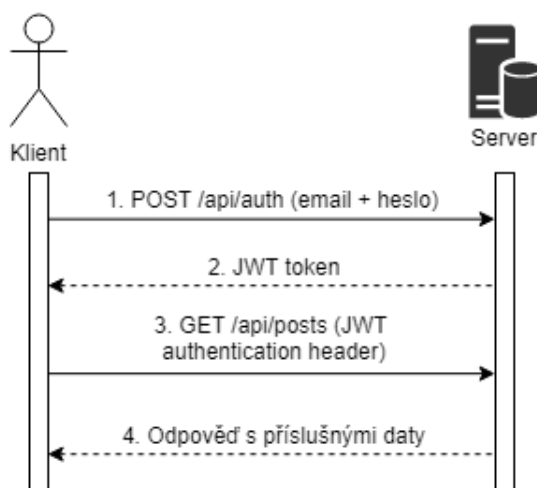 Klient
Server
1. POST /api/auth (email + heslo)
2. JWT token
3. GET /api/posts (JWT
authentication header)
4. Odpověď s příslušnými daty